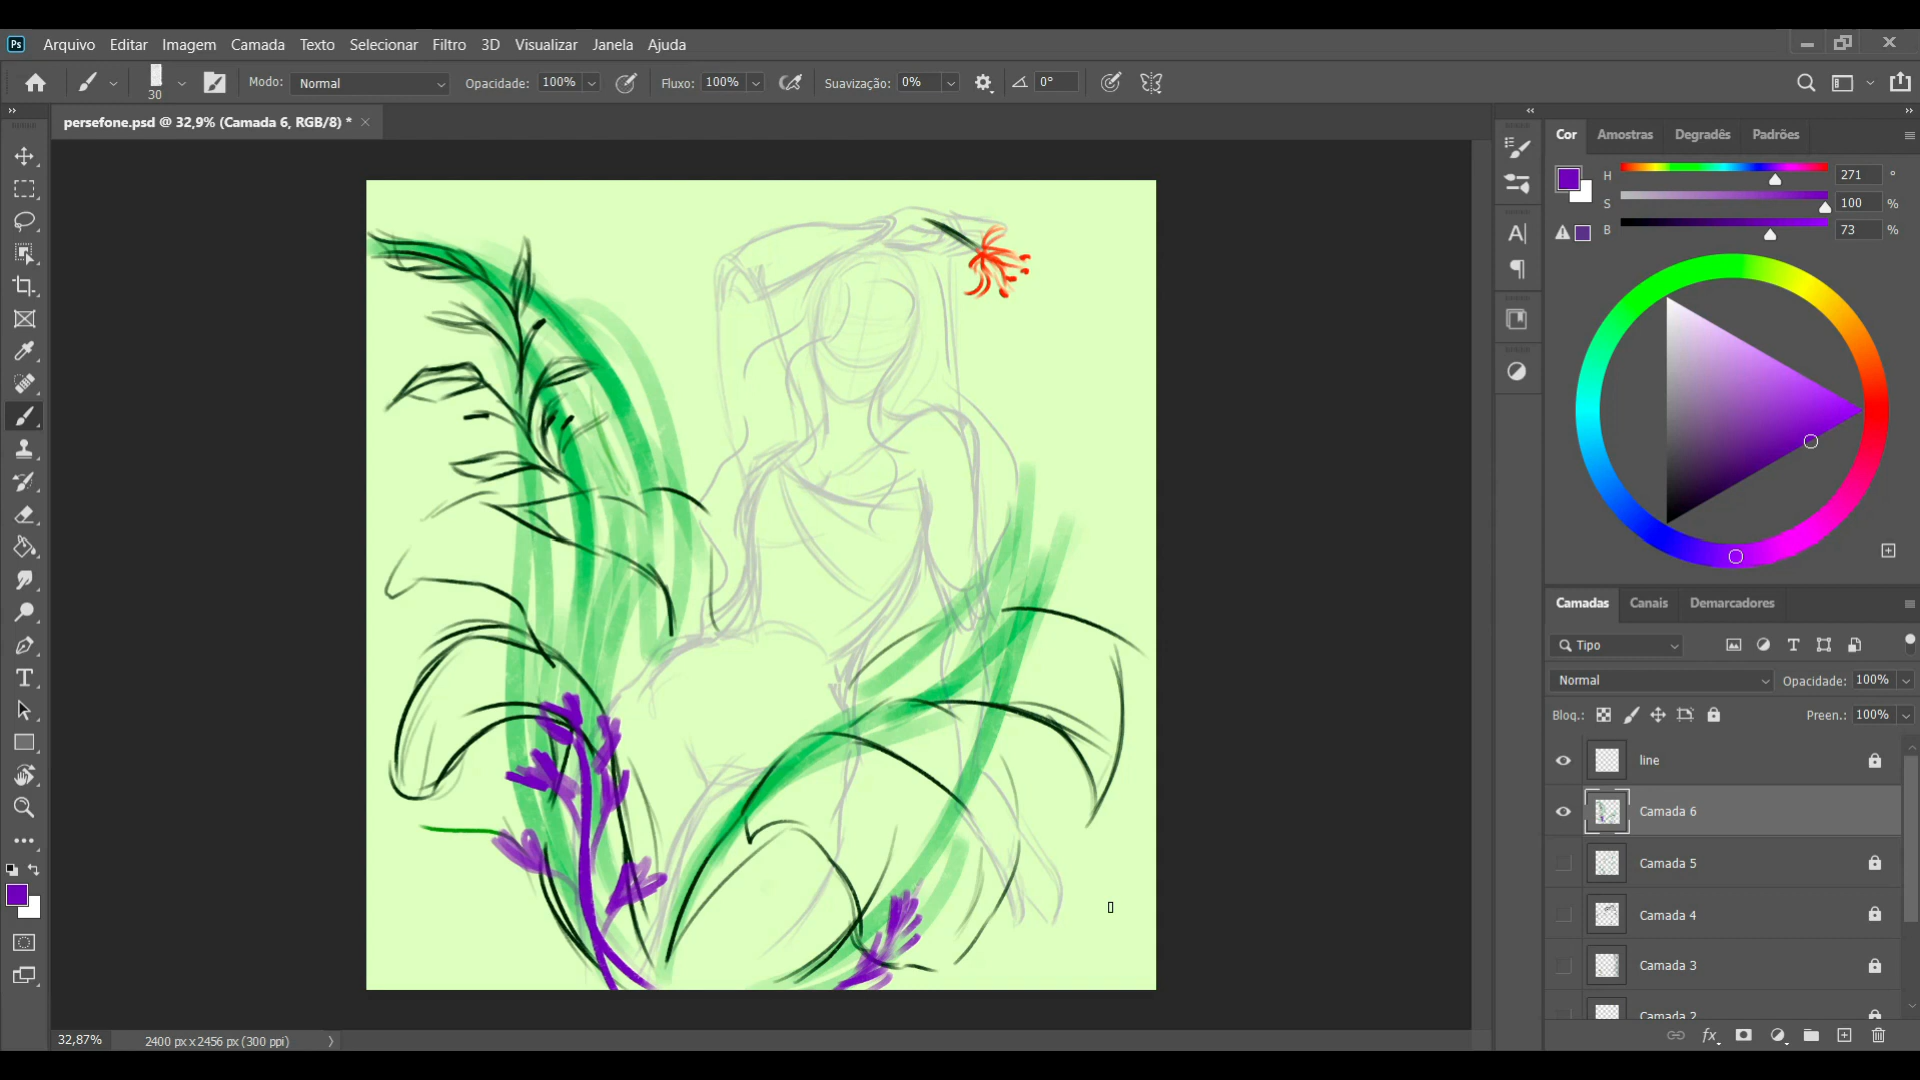 Ps Arquivo Editar Imagem Camada Texto Selecionar Filtro 3D Visualizar Janela Ajuda
30 Modo: Normal Opacidade: 100% Fluxo: 100% Suavização: 0% 0°
persefone.psd @ 32,9% (Camada 6, RGB/8) *
Cor Amostras Degradês Padrões
H 271 °
S 100 %
B 73 %
Camadas Canais Demarcadores
Tipo
Normal Opacidade: 100%
Bloq.: Preen.: 100%
line
Camada 6
Camada 5
Camada 4
Camada 3
Camada 2
fx
32,87% 2400 px x 2456 px (300 ppi)